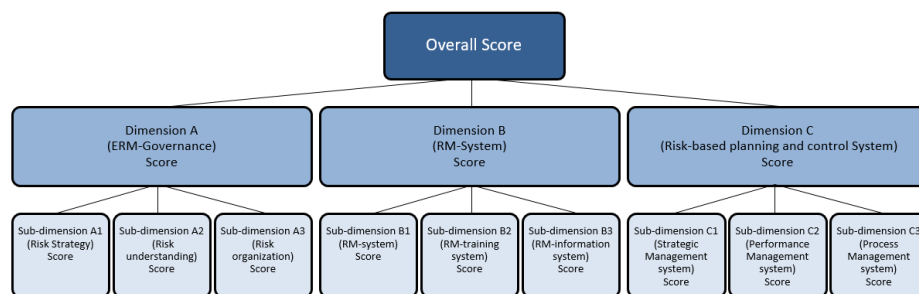 Overall Score
Dimension A
(ERM-Governance)
Score
Dimension B
(RM-System)
Score
Dimension C
(Risk-based planning and control System)
Score
Sub-dimension A1
(Risk Strategy)
Score
Sub-dimension A2
(Risk
understanding)
Score
Sub-dimension A3
(Risk
organization)
Score
Sub-dimension B1
(RM-system)
Score
Sub-dimension B2
(RM-training
system)
Score
Sub-dimension B3
(RM-information
system)
Score
Sub-dimension C1
(Strategic
Management
system)
Score
Sub-dimension C2
(Performance
Management
system)
Score
Sub-dimension C3
(Process
Management
system)
Score